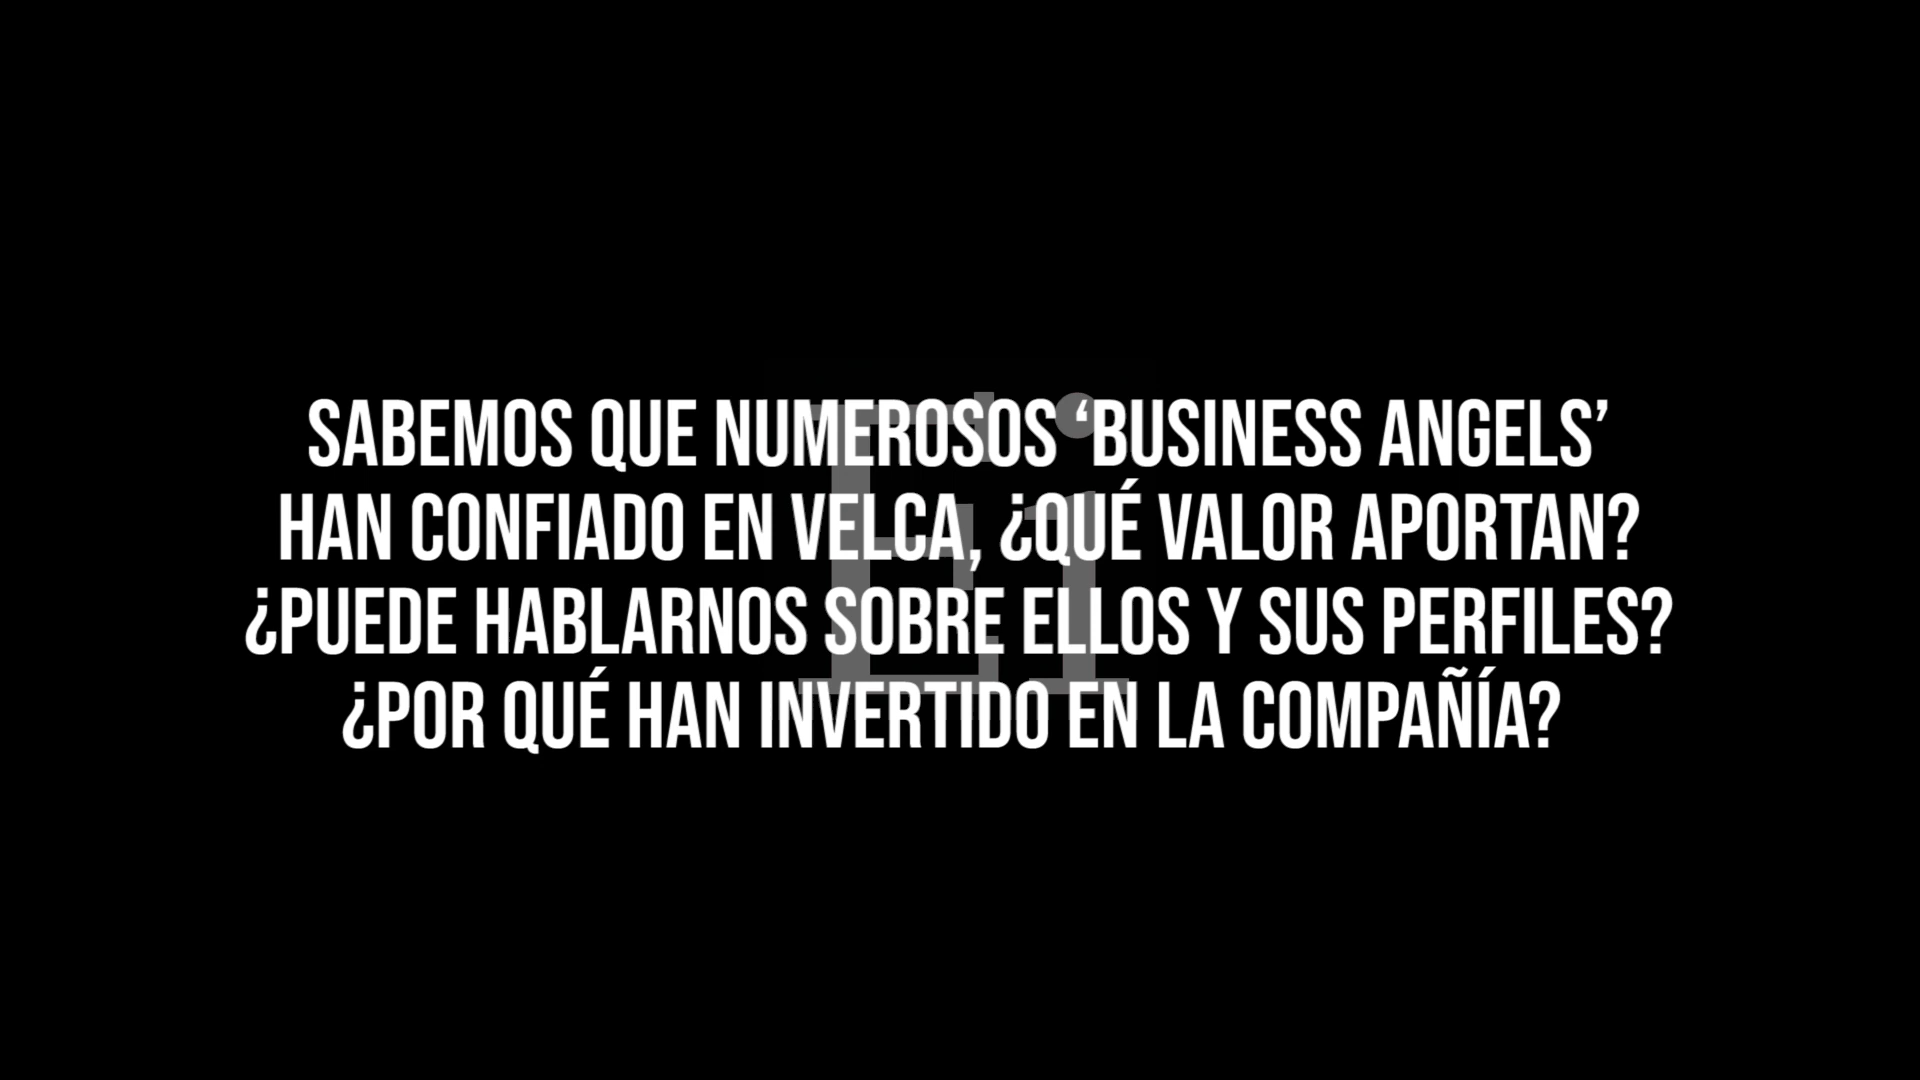 SABEMOS QUE NUMEROSOS ‘BUSINESS ANGELS’
HAN CONFIADO EN VELCA, ¿QUÉ VALOR APORTAN?
¿PUEDE HABLARNOS SOBRE ELLOS Y SUS PERFILES?
¿POR QUÉ HAN INVERTIDO EN LA COMPAÑÍA?
Ei